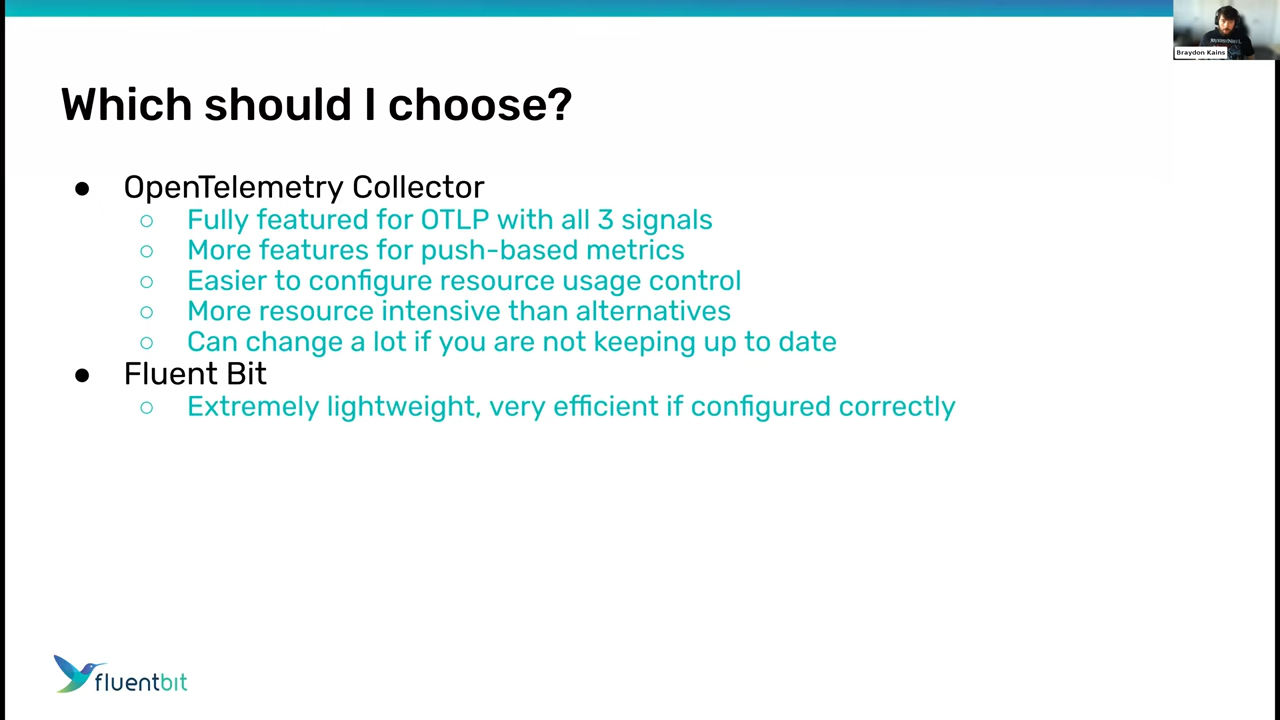 Braydon Kains
Which should I choose?
● OpenTelemetry Collector
○ Fully featured for OTLP with all 3 signals
○ More features for push-based metrics
○ Easier to configure resource usage control
○ More resource intensive than alternatives
○ Can change a lot if you are not keeping up to date
● Fluent Bit
○ Extremely lightweight, very efficient if configured correctly
fluentbit